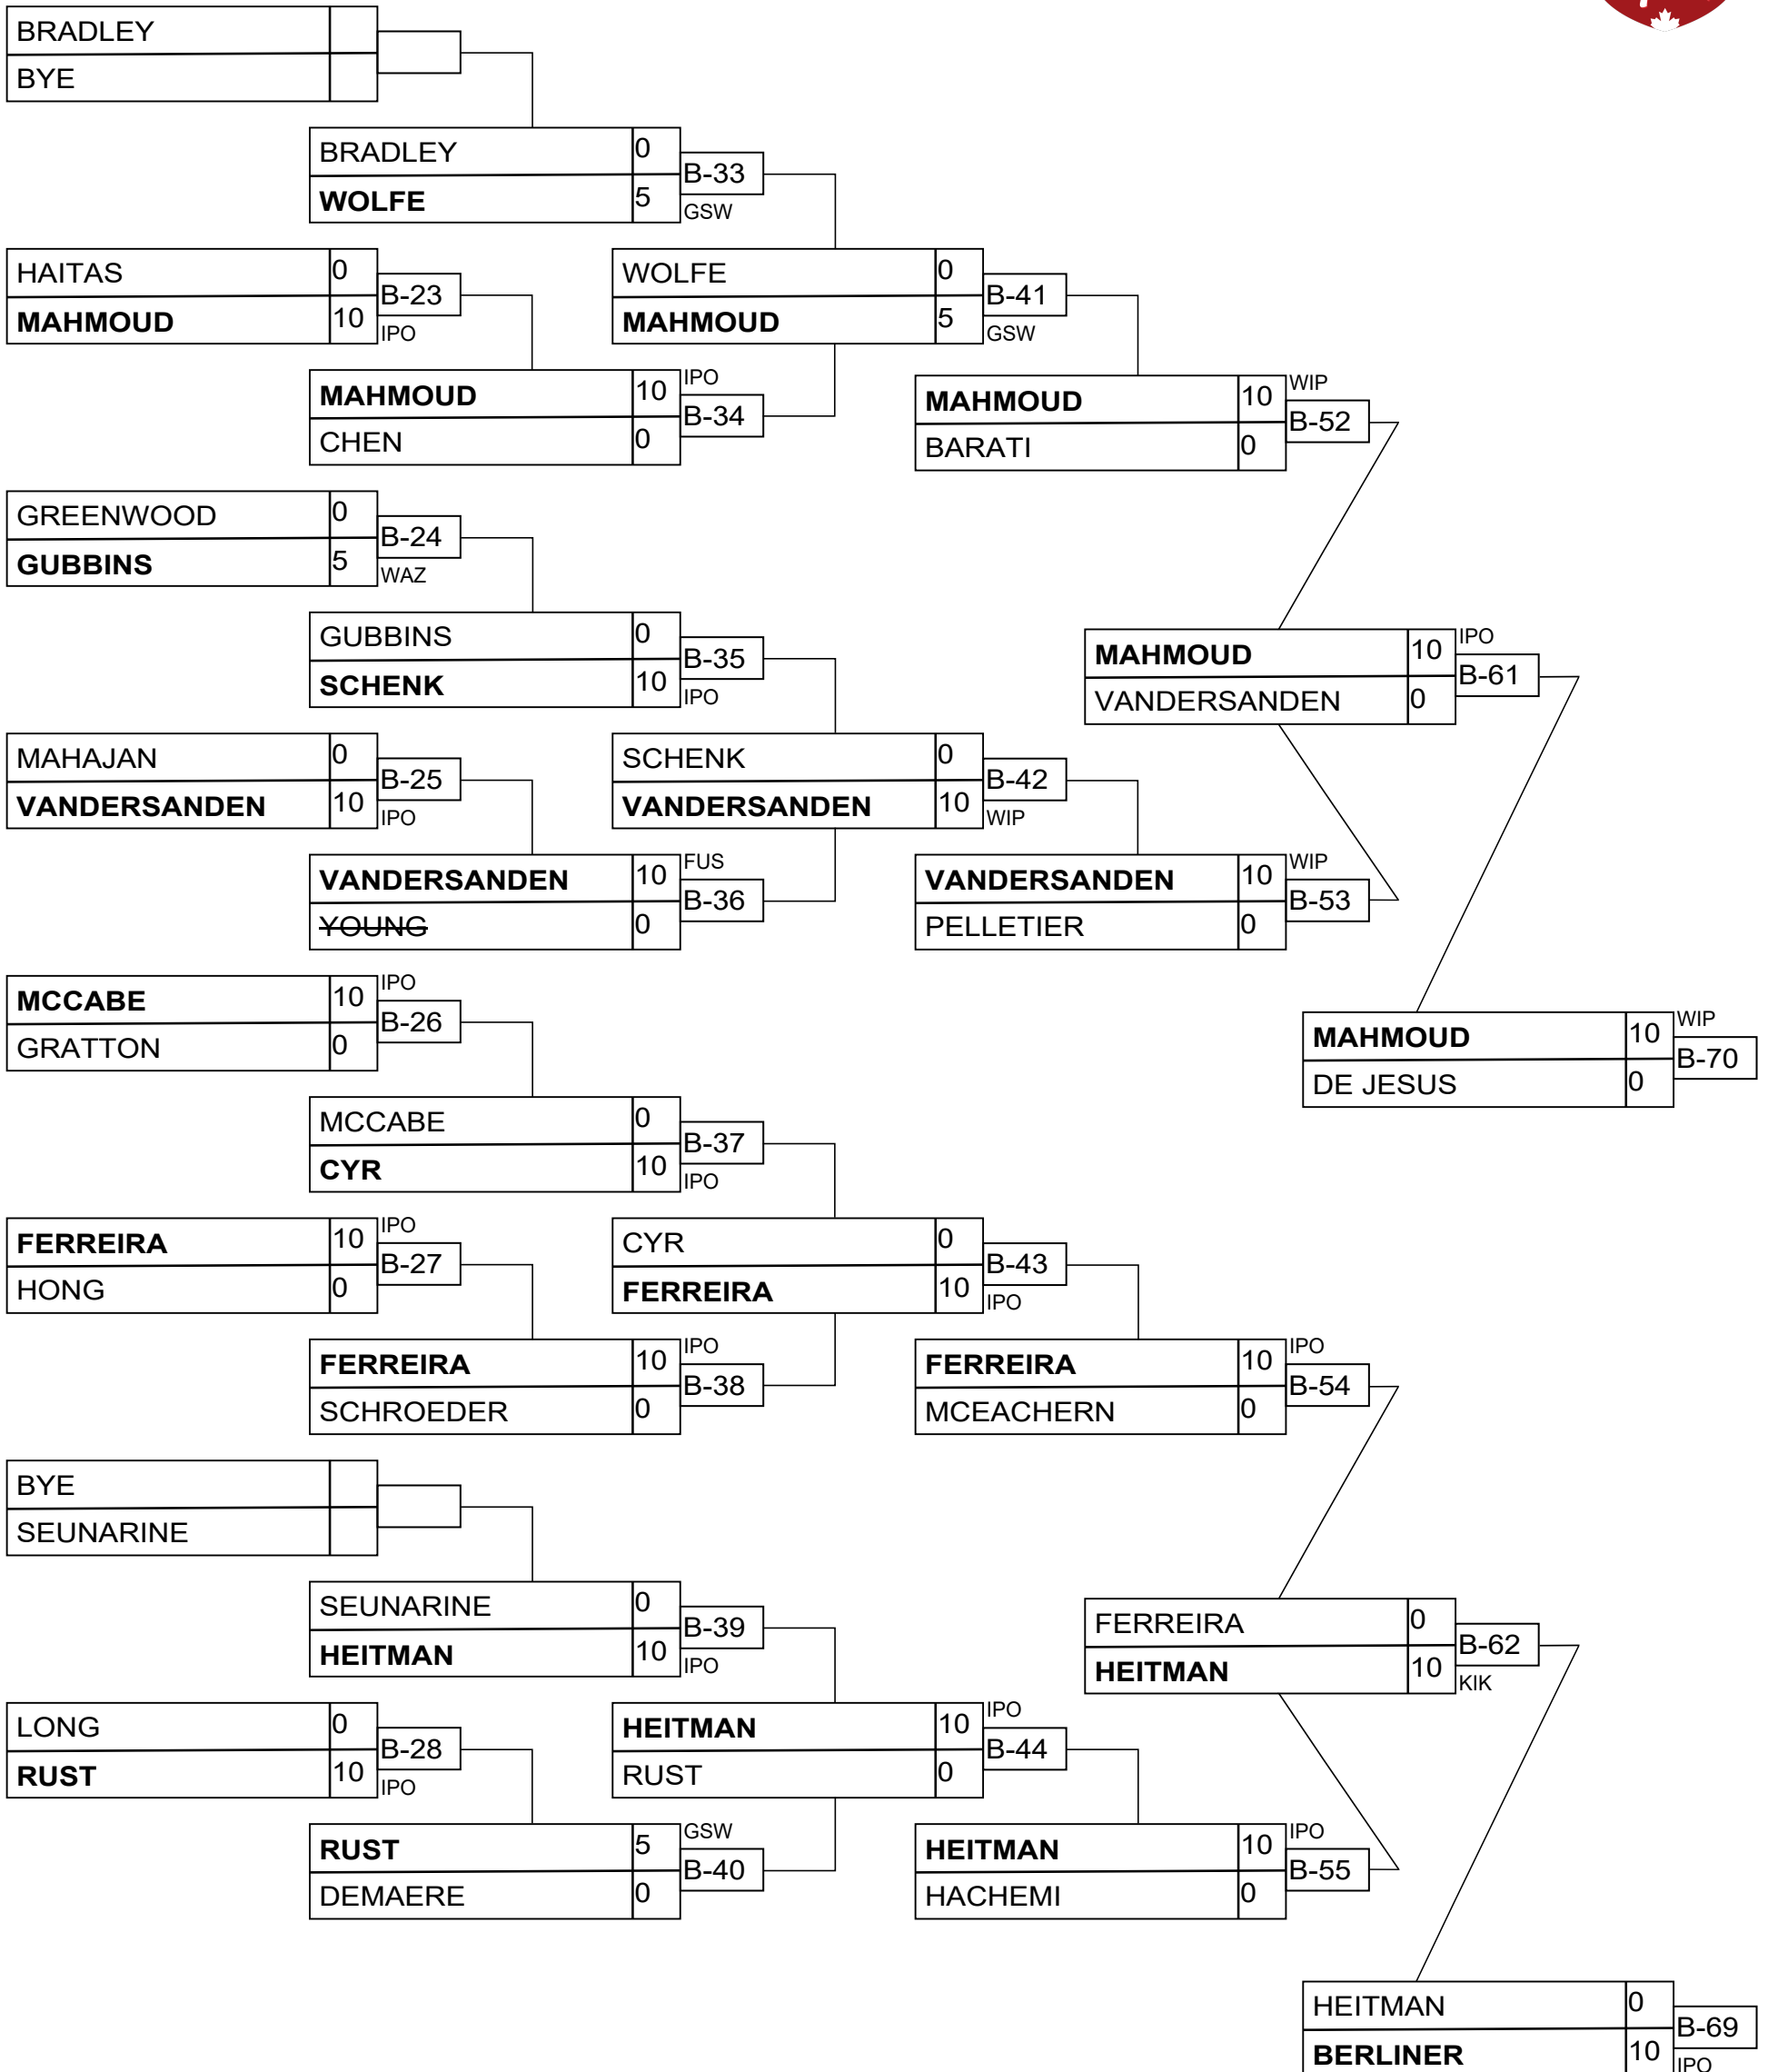 BRADLEY
BYE
BRADLEY 0
B-33
WOLFE 5
GSW
HAITAS 0
B-23
MAHMOUD 10
IPO
WOLFE 0
B-41
MAHMOUD 5
GSW
MAHMOUD 10
IPO
B-34
CHEN 0
MAHMOUD 10
WIP
B-52
BARATI 0
GREENWOOD 0
B-24
GUBBINS 5
WAZ
GUBBINS 0
B-35
SCHENK 10
IPO
MAHMOUD 10
IPO
B-61
VANDERSANDEN 0
MAHAJAN 0
B-25
VANDERSANDEN 10
IPO
SCHENK 0
B-42
VANDERSANDEN 10
WIP
VANDERSANDEN 10
FUS
B-36
YOUNG 0
VANDERSANDEN 10
WIP
B-53
PELLETIER 0
MCCABE 10
IPO
B-26
GRATTON 0
MAHMOUD 10
WIP
B-70
DE JESUS 0
MCCABE 0
B-37
CYR 10
IPO
FERREIRA 10
IPO
B-27
HONG 0
CYR 0
B-43
FERREIRA 10
IPO
FERREIRA 10
IPO
B-38
SCHROEDER 0
FERREIRA 10
IPO
B-54
MCEACHERN 0
BYE
SEUNARINE
SEUNARINE 0
B-39
HEITMAN 10
IPO
FERREIRA 0
B-62
HEITMAN 10
KIK
LONG 0
B-28
RUST 10
IPO
HEITMAN 10
IPO
B-44
RUST 0
RUST 5
GSW
B-40
DEMAERE 0
HEITMAN 10
IPO
B-55
HACHEMI 0
HEITMAN 0
B-69
BERLINER 10
IPO